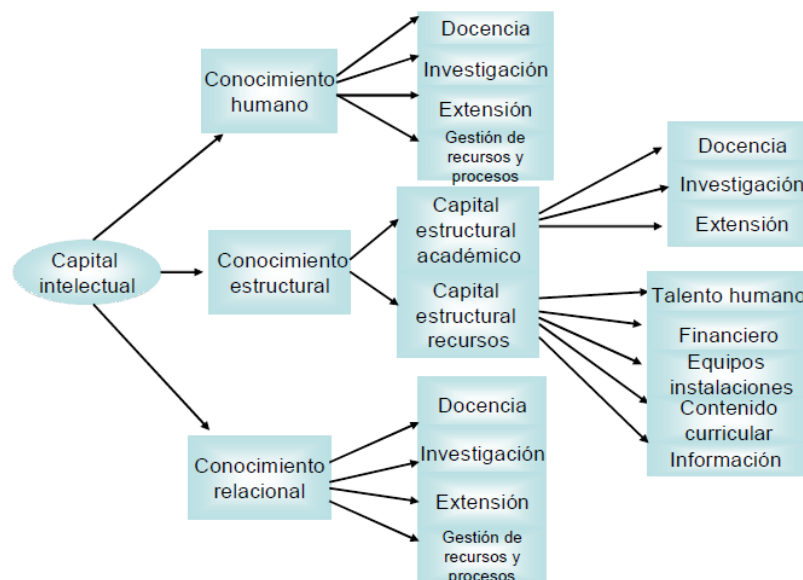 Docencia
Investigación
Extensión
Gestión de
recursos y
procesos
Conocimiento
humano
Docencia
Investigación
Extensión
Capital
estructural
académico
Capital
intelectual
Conocimiento
estructural
Capital
estructural
recursos
Talento humano
Financiero
Equipos
instalaciones
Contenido
curricular
Información
Conocimiento
relacional
Docencia
Investigación
Extensión
Gestión de
recursos y
procesos